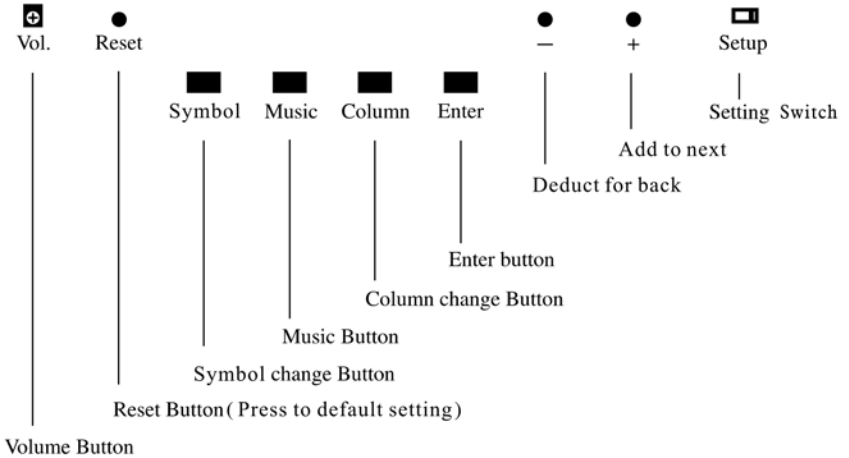 Vol. Reset — + Setup
Symbol Music Column Enter Setting Switch
Add to next
Deduct for back
Enter button
Column change Button
Music Button
Symbol change Button
Reset Button ( Press to default setting )
Volume Button